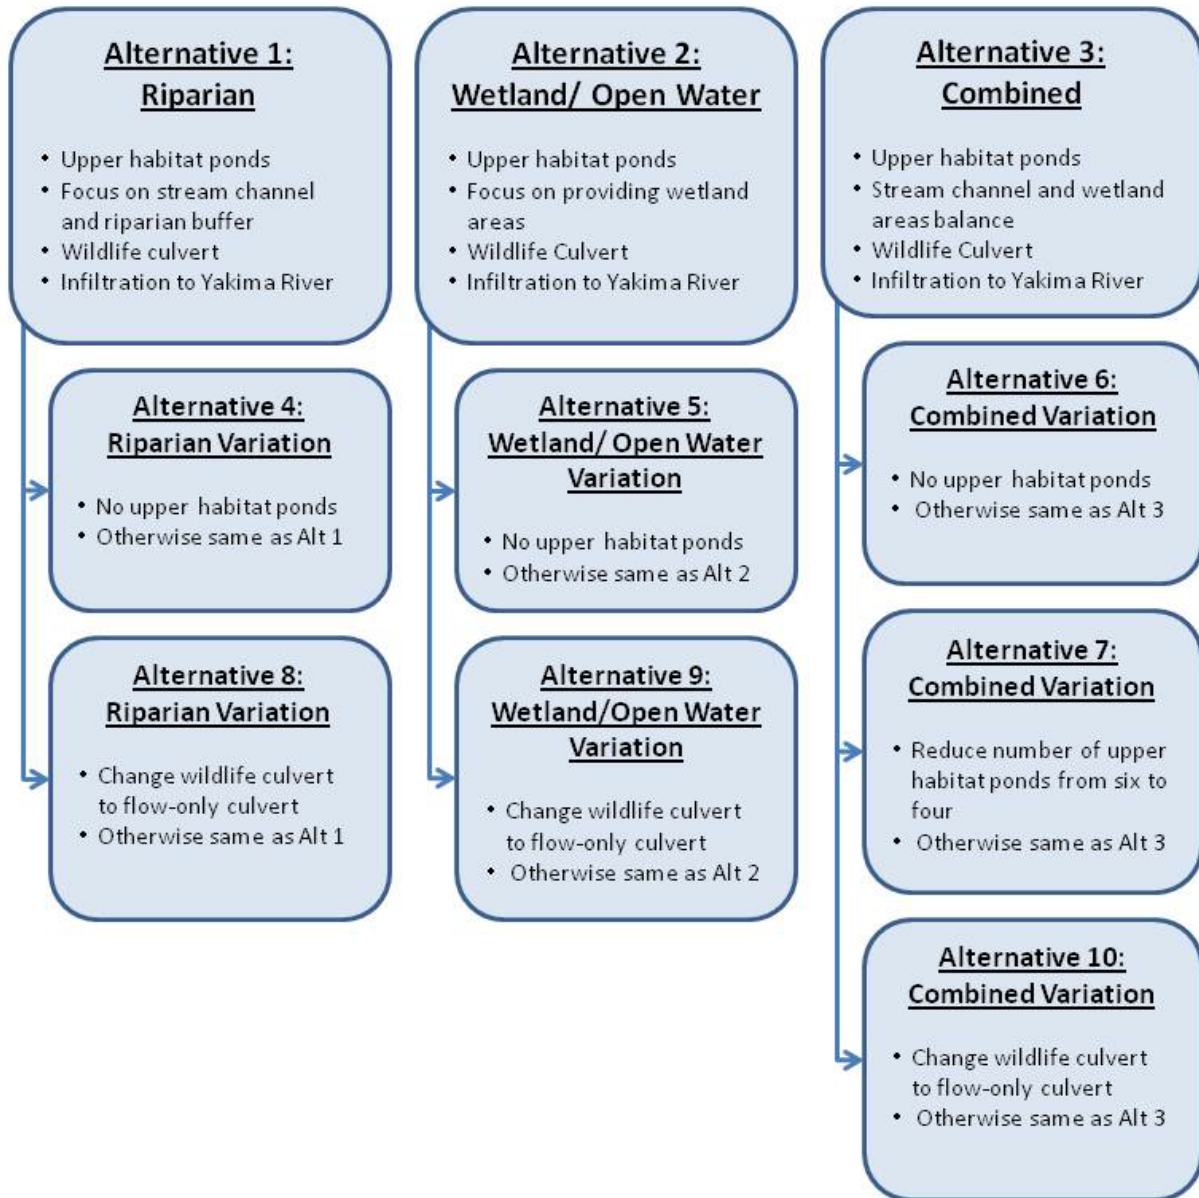 Alternative 1:
Riparian
• Upper habitat ponds
• Focus on stream channel
and riparian buffer
• Wildlife culvert
• Infiltration to Yakima River
Alternative 2:
Wetland/ Open Water
• Upper habitat ponds
• Focus on providing wetland
areas
• Wildlife Culvert
• Infiltration to Yakima River
Alternative 3:
Combined
• Upper habitat ponds
• Stream channel and wetland
areas balance
• Wildlife Culvert
• Infiltration to Yakima River
Alternative 4:
Riparian Variation
• No upper habitat ponds
• Otherwise same as Alt 1
Alternative 5:
Wetland/ Open Water
Variation
• No upper habitat ponds
• Otherwise same as Alt 2
Alternative 6:
Combined Variation
• No upper habitat ponds
• Otherwise same as Alt 3
Alternative 8:
Riparian Variation
• Change wildlife culvert
to flow-only culvert
• Otherwise same as Alt 1
Alternative 9:
Wetland/Open Water
Variation
• Change wildlife culvert
to flow-only culvert
• Otherwise same as Alt 2
Alternative 7:
Combined Variation
• Reduce number of upper
habitat ponds from six to
four
• Otherwise same as Alt 3
Alternative 10:
Combined Variation
• Change wildlife culvert
to flow-only culvert
• Otherwise same as Alt 3